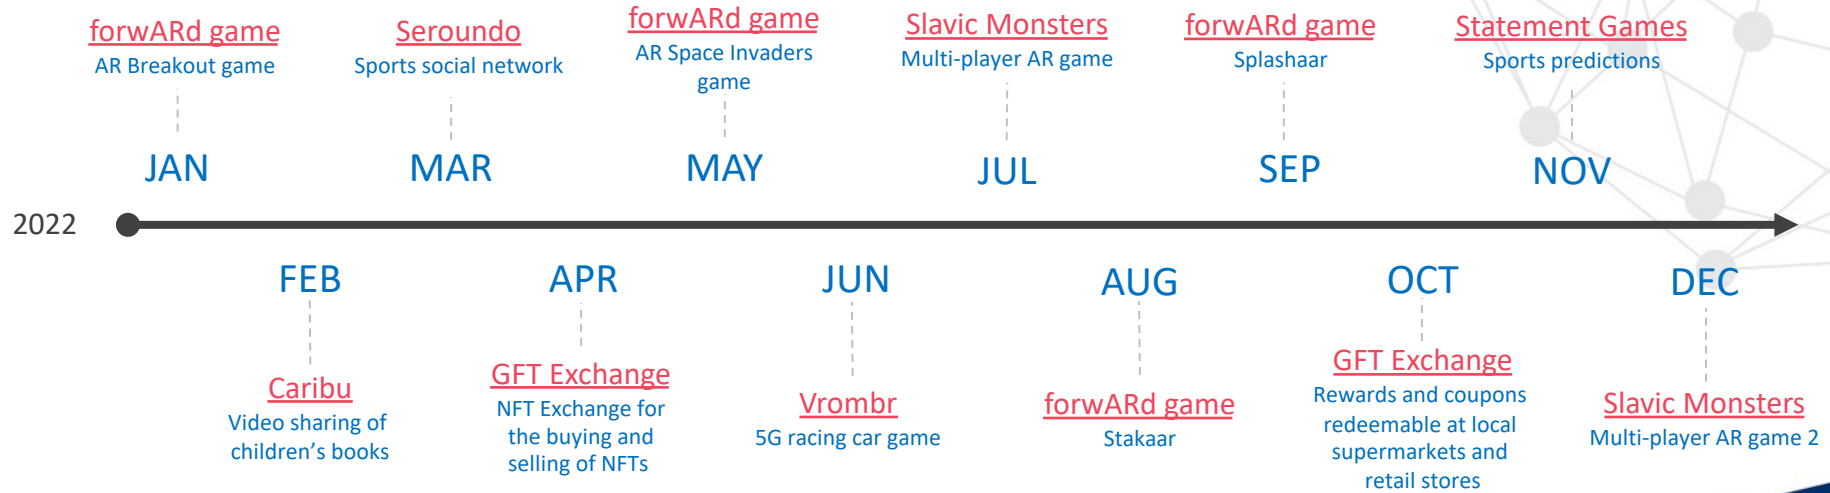 forwARd game
AR Breakout game
Seroundo
Sports social network
forwARd game
AR Space Invaders
game
Slavic Monsters
Multi-player AR game
forwARd game
Splashaar
Statement Games
Sports predictions
JAN
MAR
MAY
JUL
SEP
NOV
2022
FEB
APR
JUN
AUG
OCT
DEC
Caribu
Video sharing of
children’s books
GFT Exchange
NFT Exchange for
the buying and
selling of NFTs
Vrombr
5G racing car game
forwARd game
Stakaar
GFT Exchange
Rewards and coupons
redeemable at local
supermarkets and
retail stores
Slavic Monsters
Multi-player AR game 2